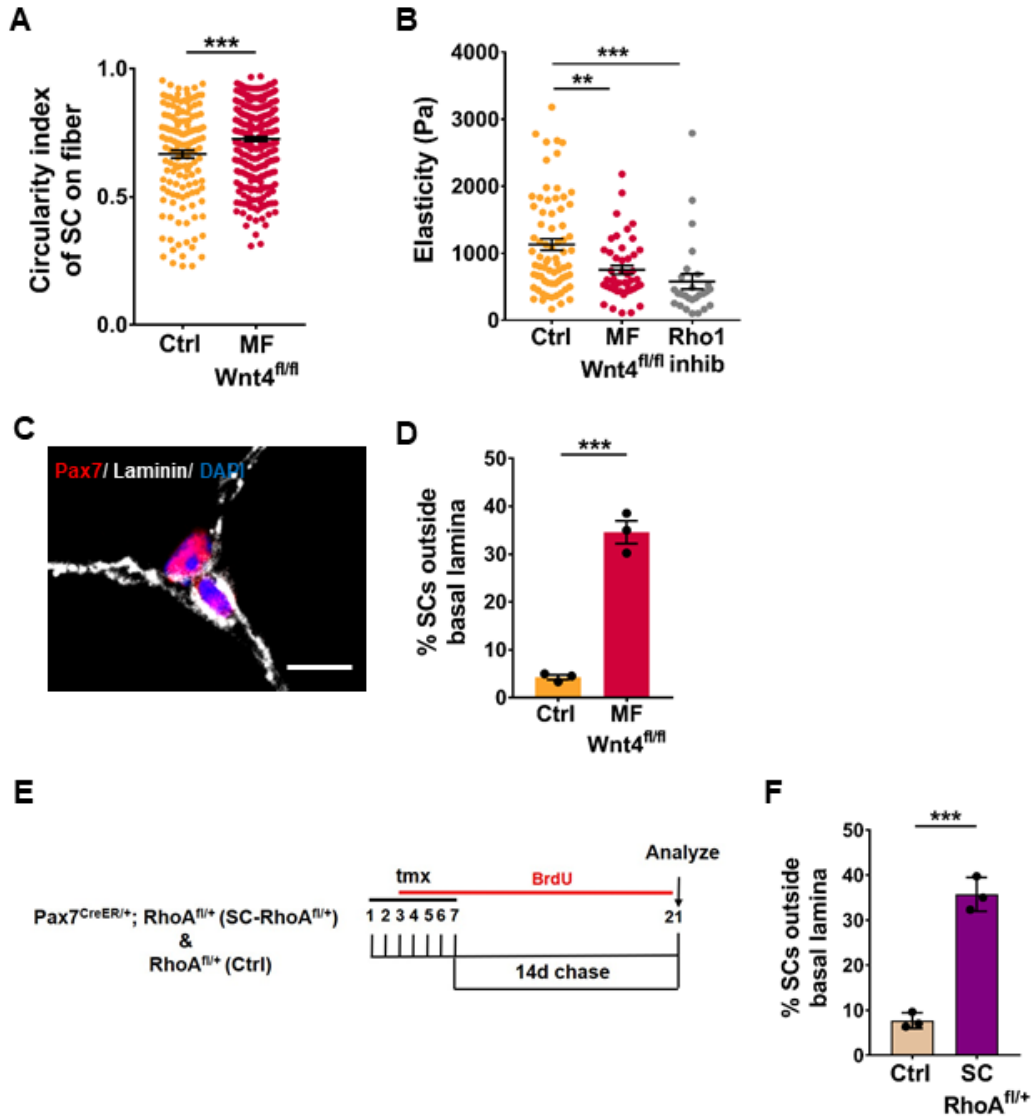 A
***
Circularity index
of SC on fiber
1.0
0.5
0.0
Ctrl
MF
Wnt4fl/fl
B
***
**
Elasticity (Pa)
4000
3000
2000
1000
0
Ctrl
MF
Wnt4fl/fl
Rho1
inhib
C
Pax7/ Laminin/ DAPI
D
***
% SCs outside
basal lamina
50
40
30
20
10
0
Ctrl
MF
Wnt4fl/fl
E
Pax7CreER/+; RhoAfl/+ (SC-RhoAfl/+)
&
RhoAfl/+ (Ctrl)
tmx
BrdU
Analyze
1 2 3 4 5 6 7
21
14d chase
F
***
% SCs outside
basal lamina
50
40
30
20
10
0
Ctrl
SC
RhoAfl/+